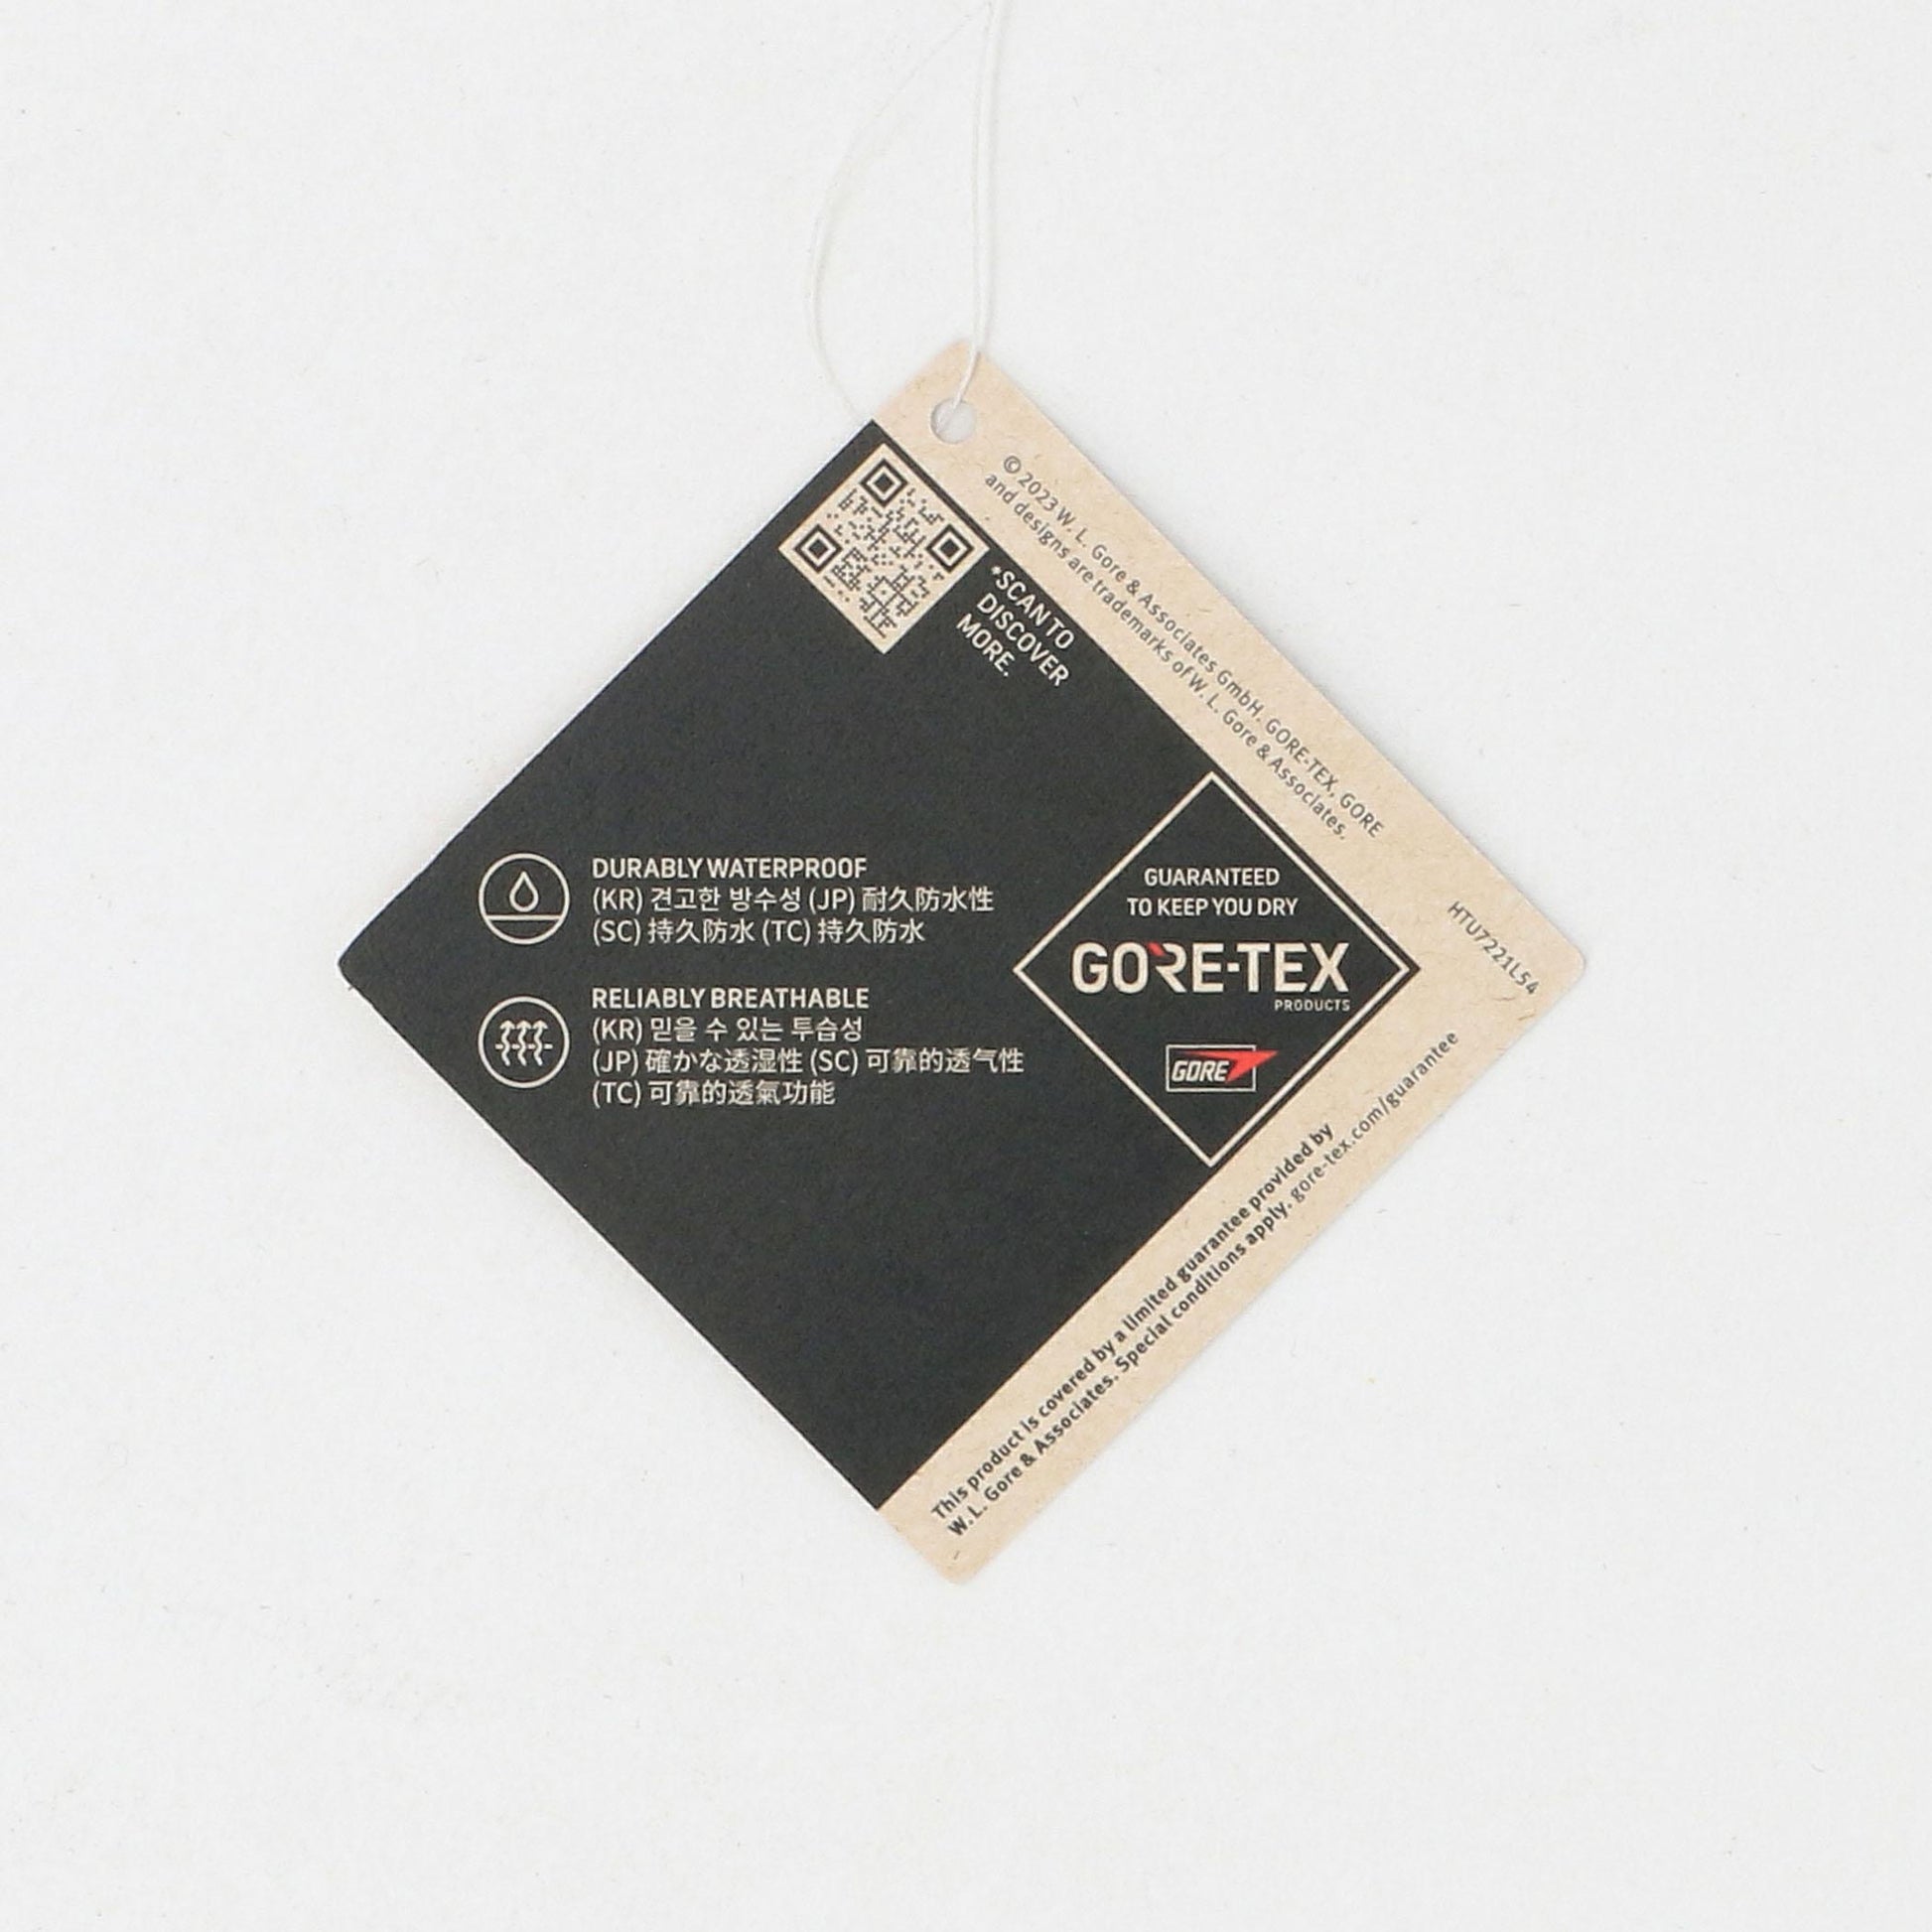 © 2023 W. L. Gore & Associates GmbH. GORE-TEX, GORE
and designs are trademarks of W. L. Gore & Associates.
*SCAN TO
DISCOVER
MORE.
DURABLY WATERPROOF
(KR) 견고한 방수성 (JP) 耐久防水性
(SC) 持久防水 (TC) 持久防水
RELIABLY BREATHABLE
(KR) 믿을 수 있는 투습성
(JP) 確かな透湿性 (SC) 可靠的透气性
(TC) 可靠的透氣功能
GUARANTEED
TO KEEP YOU DRY
GORE-TEX
PRODUCTS
GORE
HTU7221LS4
This product is covered by a limited guarantee provided by
W. L. Gore & Associates. Special conditions apply. gore-tex.com/guarantee